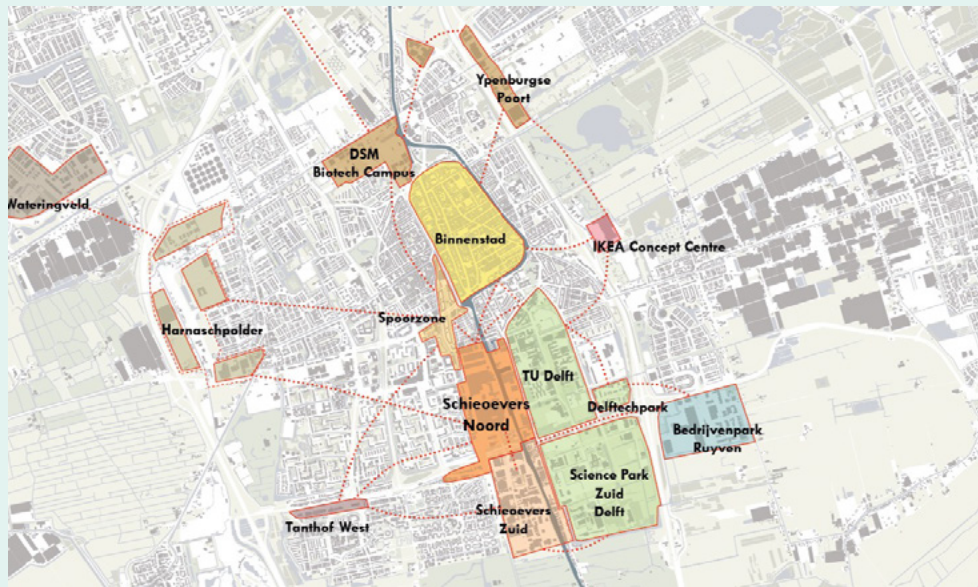 Ypenburgse
Poort
DSM
Biotech Campus
Wateringveld
Binnenstad
IKEA Concept Centre
Spoorzone
Harnaschpolder
TU Delft
Schieoevers
Noord
Delftechpark
Bedrijvenpark
Ruyven
Science Park
Zuid
Delft
Schieoevers
Zuid
Tanthof West